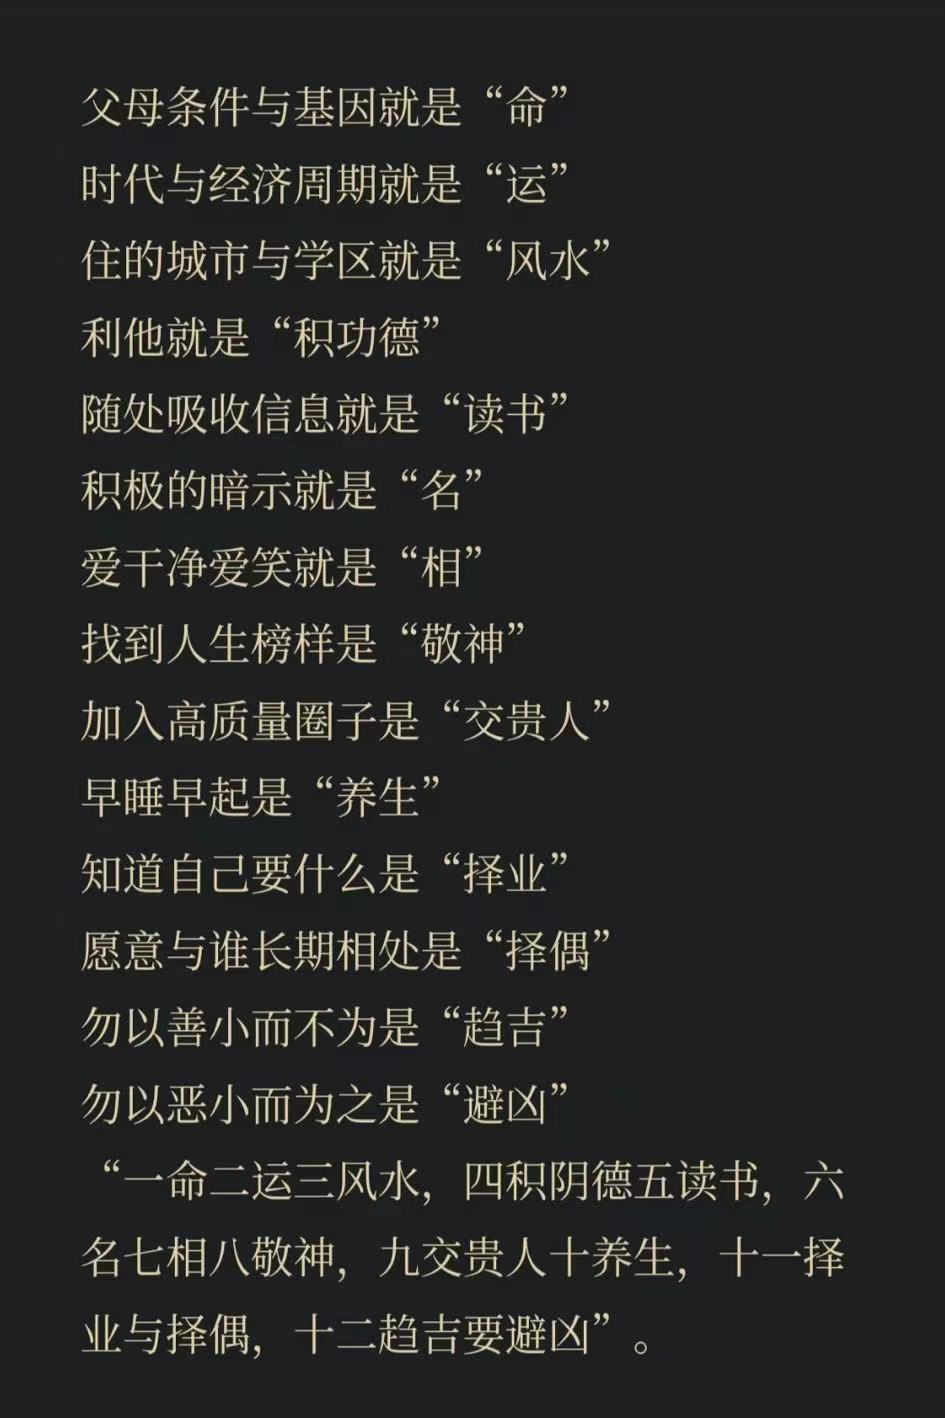 父母条件与基因就是“命”
时代与经济周期就是“运”
住的城市与学区就是“风水”
利他就是“积功德”
随处吸收信息就是“读书”
积极的暗示就是“名”
爱干净爱笑就是“相”
找到人生榜样是“敬神”
加入高质量圈子是“交贵人”
早睡早起是“养生”
知道自己要什么是“择业”
愿意与谁长期相处是“择偶”
勿以善小而不为是“趋吉”
勿以恶小而为之是“避凶”
“一命二运三风水，四积阴德五读书，六
名七相八敬神，九交贵人十养生，十一择
业与择偶，十二趋吉要避凶”。